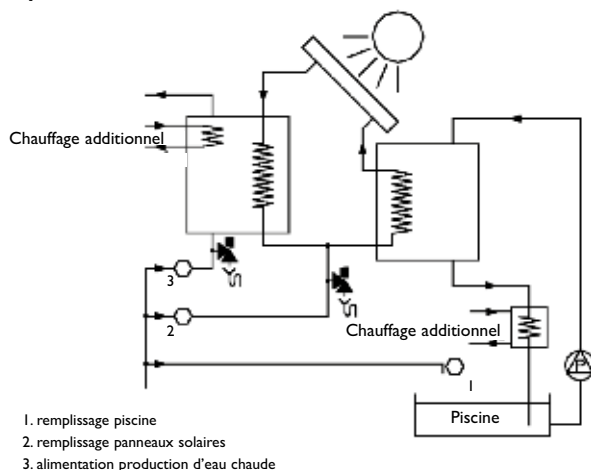 Chauffage additionnel
3
2
Chauffage additionnel
1
P
Piscine
1. remplissage piscine
2. remplissage panneaux solaires
3. alimentation production d'eau chaude